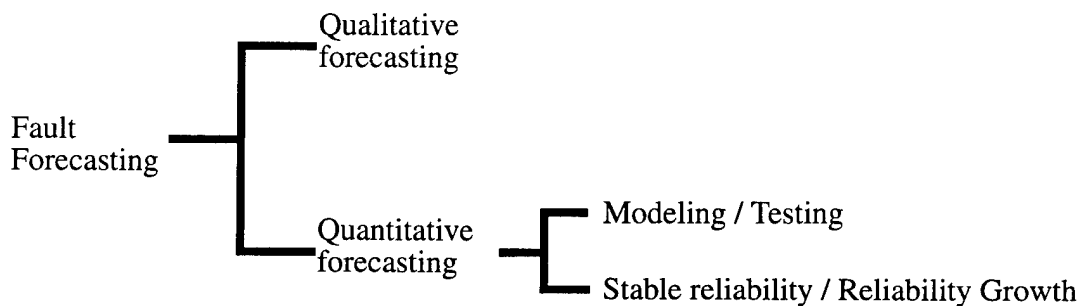 Qualitative
forecasting
Fault
Forecasting
Quantitative
forecasting
Modeling / Testing
Stable reliability / Reliability Growth